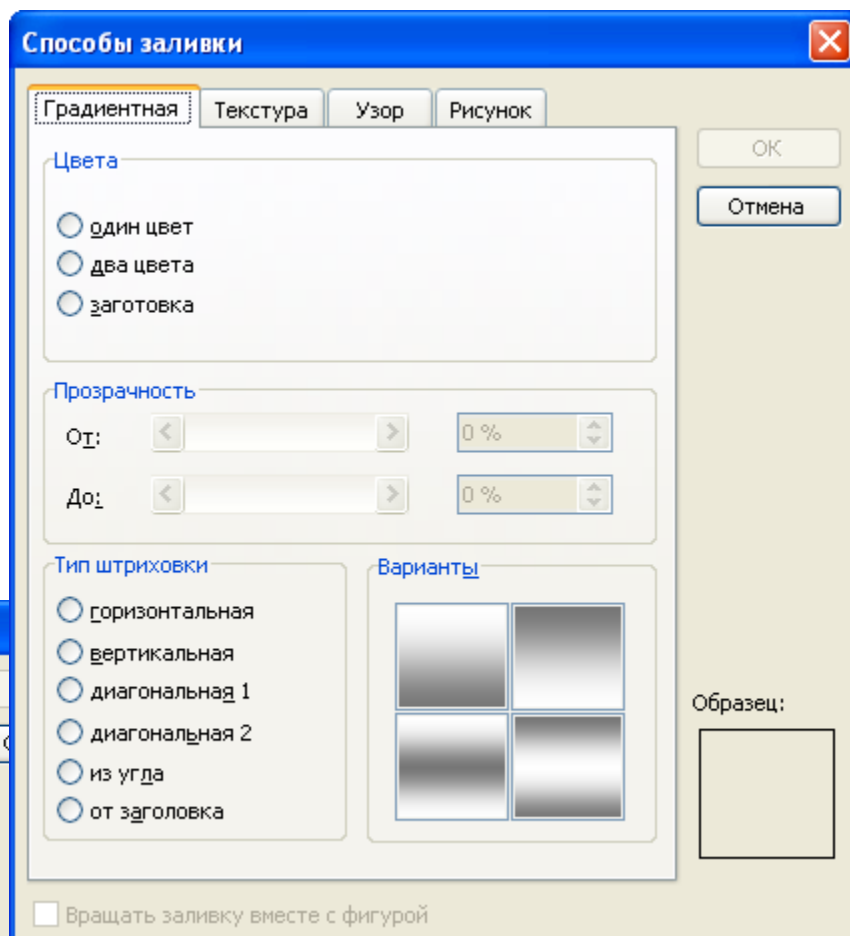 Способы заливки
Градиентная Текстура Узор Рисунок
ОК
Отмена
Цвета
один цвет
два цвета
заготовка
Прозрачность
От: 0 %
До: 0 %
Тип штриховки
горизонтальная
вертикальная
диагональная 1
диагональная 2
из угла
от заголовка
Варианты
Образец:
Вращать заливку вместе с фигурой